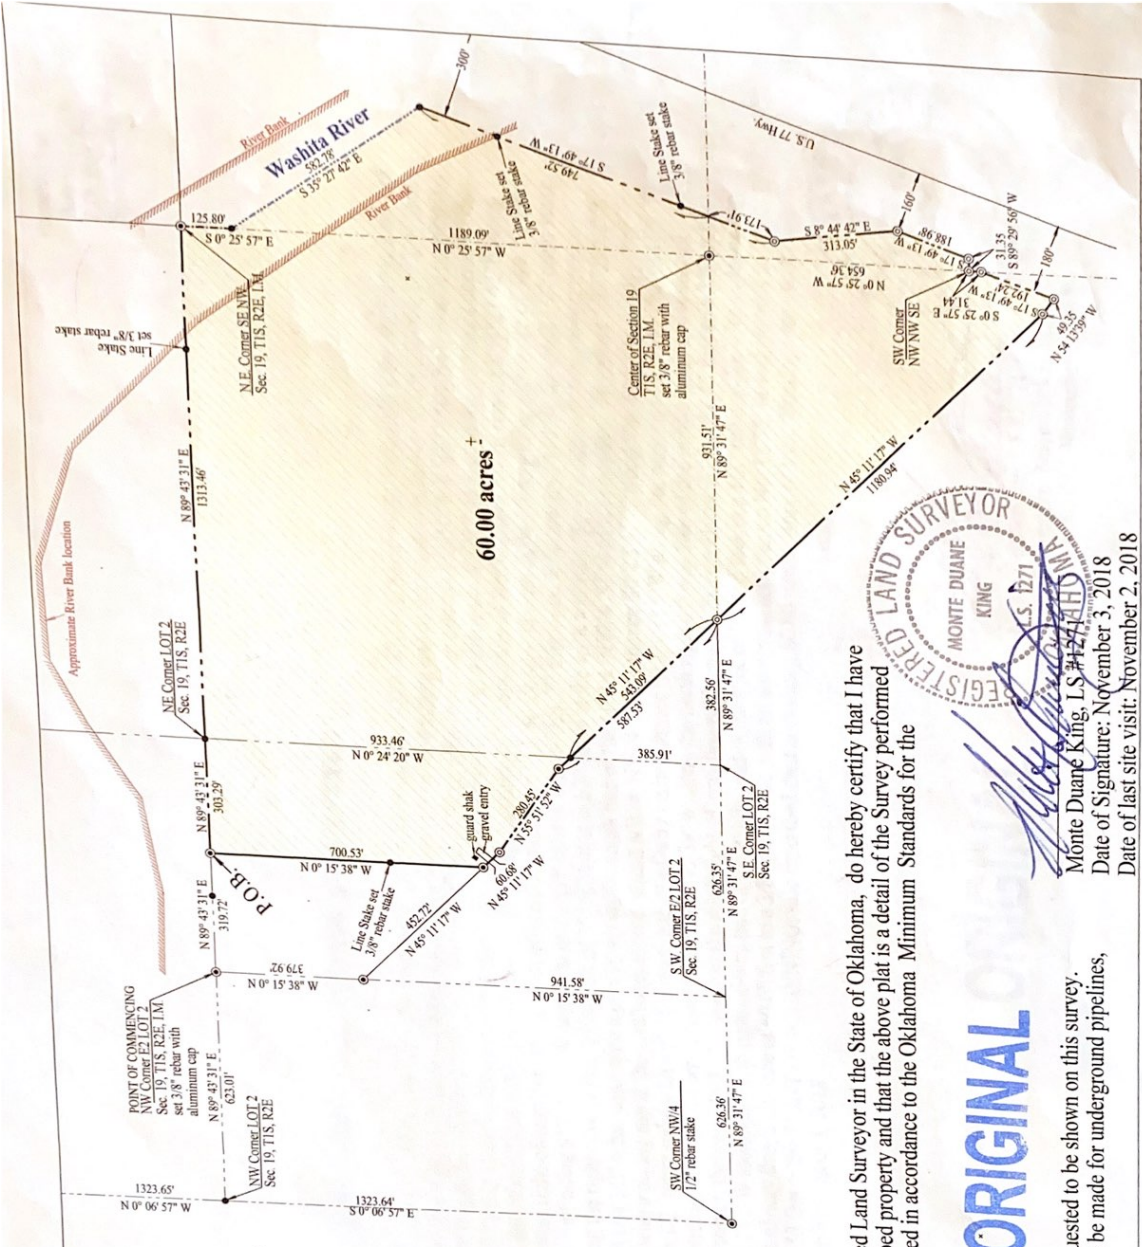 300'
River Bank
Washita River
582.78'
S 35° 27' 42" E
River Bank
125.80'
S 0° 25' 57" E
Line Stake set
3/8" rebar stake
749.52'
S 17° 49' 13" W
Line Stake set
3/8" rebar stake
U.S. 77 Hwy.
1189.09'
N 0° 25' 57" W
173.91'
S 8° 44' 42" E
313.05'
160'
188.98'
S 17° 49' 13" W
31.35
S 89° 29' 56" W
180'
654.36'
N 0° 25' 57" W
Line Stake
set 3/8" rebar stake
N.E. Corner SE NW
Sec. 19, T1S, R2E, I.M.
Center of Section 19
T1S, R2E, I.M.
set 3/8" rebar with
aluminum cap
SW Corner
NW NW SE
31.44
S 0° 25' 57" E
192.24'
S 17° 49' 13" W
49.35
N 54° 13' 39" W
N 89° 43' 31" E
1313.46'
60.00 acres ±
931.51'
N 89° 31' 47" E
N 45° 11' 17" W
1180.94'
Approximate River Bank location
NE Corner LOT 2
Sec. 19, T1S, R2E
933.46'
N 0° 24' 20" W
N 45° 11' 17" W
543.09'
587.53'
382.56'
N 89° 31' 47" E
385.91'
N 89° 43' 31" E
303.29'
guard shak
gravel entry
280.45'
N 55° 51' 52" W
700.53'
N 0° 15' 38" W
60.68'
N 45° 11' 17" W
P.O.B.
Line Stake set
3/8" rebar stake
452.72'
N 45° 11' 17" W
N 89° 43' 31" E
319.72'
379.92'
N 0° 15' 38" W
941.58'
N 0° 15' 38" W
S.W. Corner E/2 LOT 2
Sec. 19, T1S, R2E
626.35'
N 89° 31' 47" E
S.E. Corner LOT 2
Sec. 19, T1S, R2E
POINT OF COMMENCING
NW Corner E2 LOT 2
Sec. 19, T1S, R2E, I.M
set 3/8" rebar with
aluminum cap
N 89° 43' 31" E
623.01'
NW Corner LOT 2
Sec. 19, T1S, R2E
SW Corner NW/4
1/2" rebar stake
626.36'
N 89° 31' 47" E
1323.65'
N 0° 06' 57" W
1323.64'
S 0° 06' 57" E
ed Land Surveyor in the State of Oklahoma, do hereby certify that I have
bed property and that the above plat is a detail of the Survey performed
ed in accordance to the Oklahoma Minimum Standards for the
REGISTERED LAND SURVEYOR
MONTE DUANE
KING
L.S. 1271
OKLAHOMA
ORIGINAL
Monte Duane King, LS #1271
Date of Signature: November 3, 2018
Date of last site visit: November 2, 2018
uested to be shown on this survey.
be made for underground pipelines,